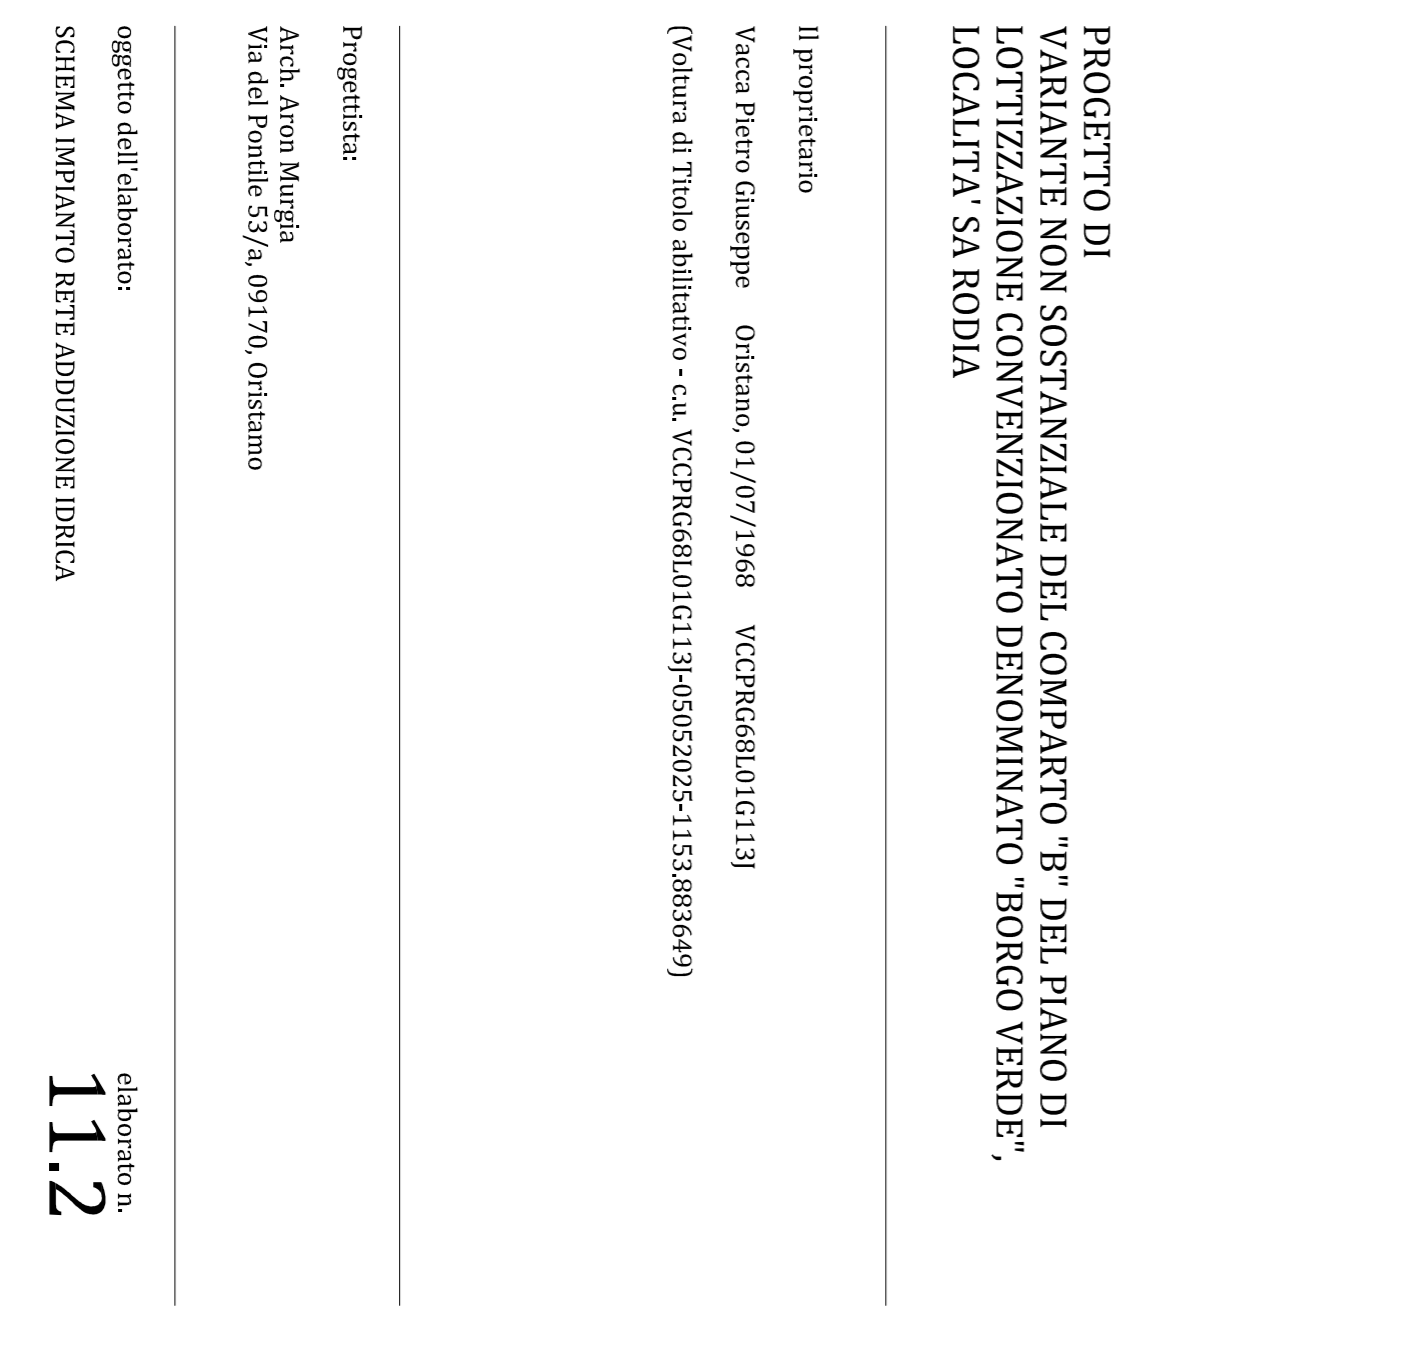 PROGETTO DI
VARIANTE NON SOSTANZIALE DEL COMPARTO "B" DEL PIANO DI
LOTTIZZAZIONE CONVENZIONATO DENOMINATO "BORGO VERDE",
LOCALITA' SA RODIA
Il proprietario
Vacca Pietro Giuseppe Oristano, 01/07/1968 VCCPRG68L01G113J
(Voltura di Titolo abilitativo - c.u. VCCPRG68L01G113J-05052025-1153.883649)
Progettista:
Arch. Aron Murgia
Via del Pontile 53/a, 09170, Oristamo
oggetto dell'elaborato:
SCHEMA IMPIANTO RETE ADDUZIONE IDRICA
elaborato n.
11.2